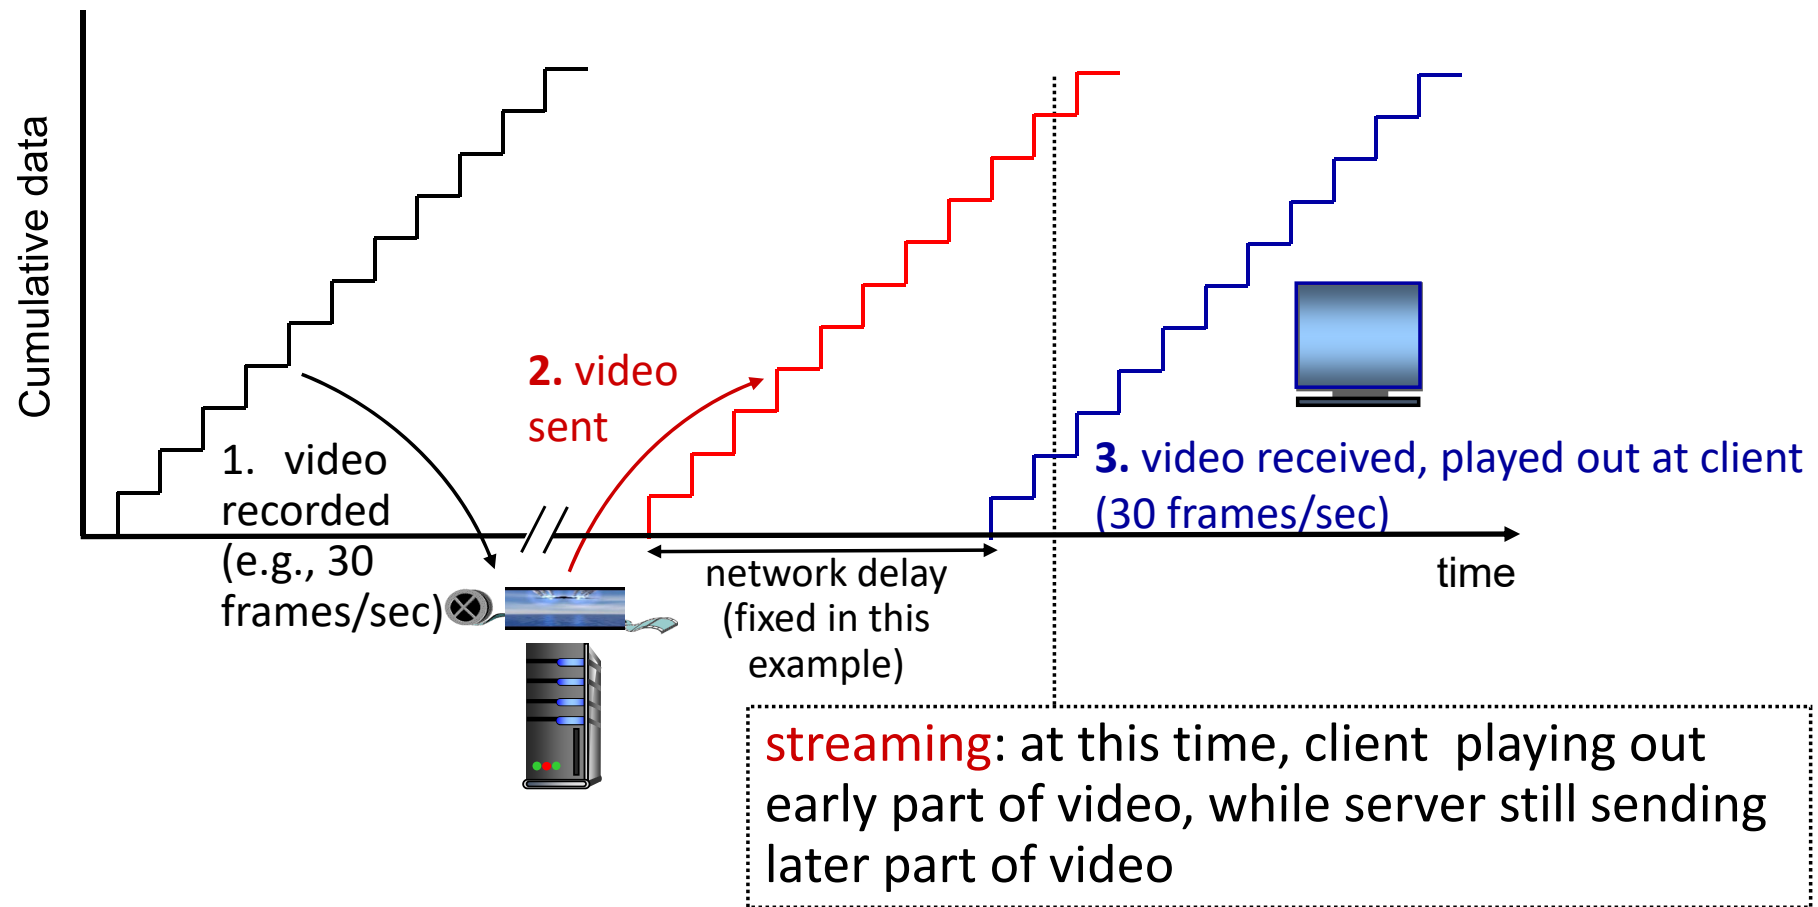 Cumulative data
1. video
recorded
(e.g., 30
frames/sec)
2. video
sent
3. video received, played out at client
(30 frames/sec)
network delay
(fixed in this
example)
time
streaming: at this time, client playing out
early part of video, while server still sending
later part of video